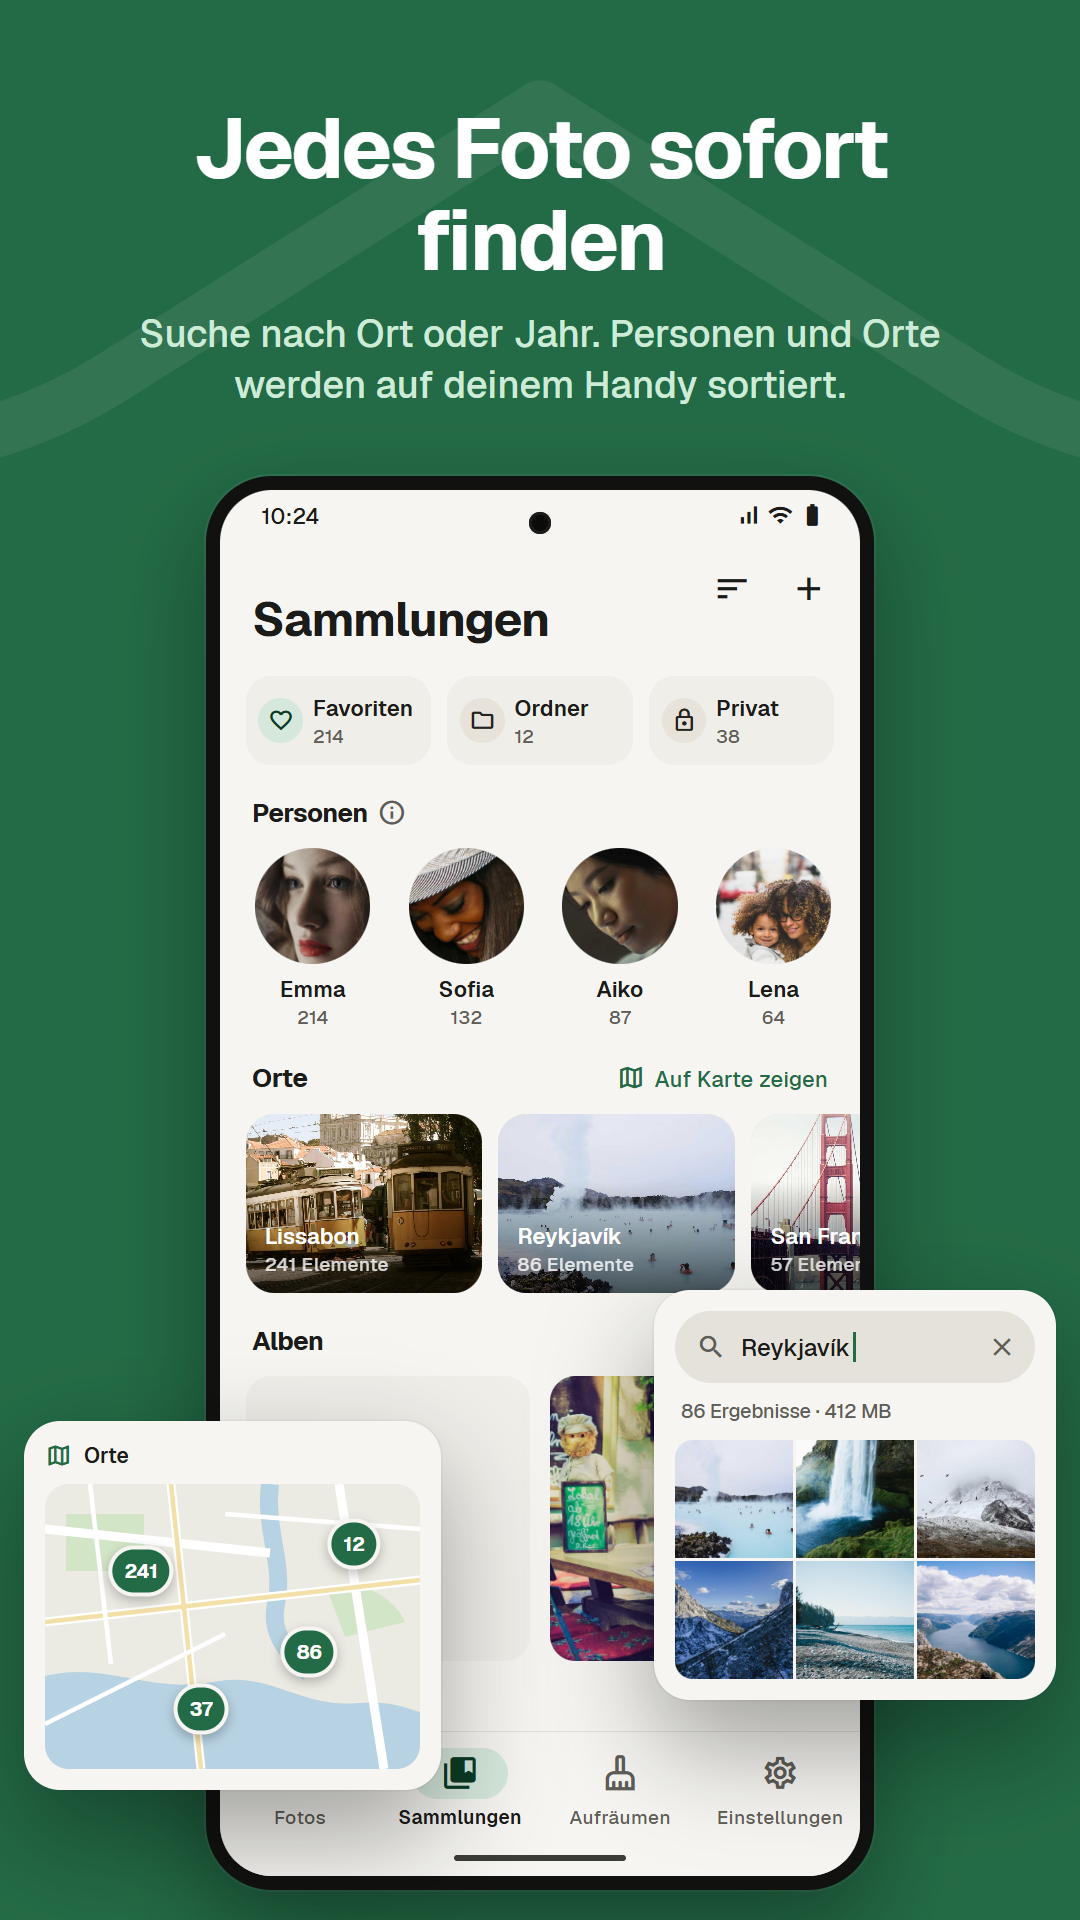 Jedes Foto sofort
finden
Suche nach Ort oder Jahr. Personen und Orte
werden auf deinem Handy sortiert.
10:24
Sammlungen
Favoriten
214
Ordner
12
Privat
38
Personen
Emma
214
Sofia
132
Aiko
87
Lena
64
Orte
Auf Karte zeigen
Lissabon
241 Elemente
Reykjavík
86 Elemente
San Fran
57 Elemen
Alben
Reykjavík
86 Ergebnisse · 412 MB
Orte
241
12
86
37
Fotos
Sammlungen
Aufräumen
Einstellungen